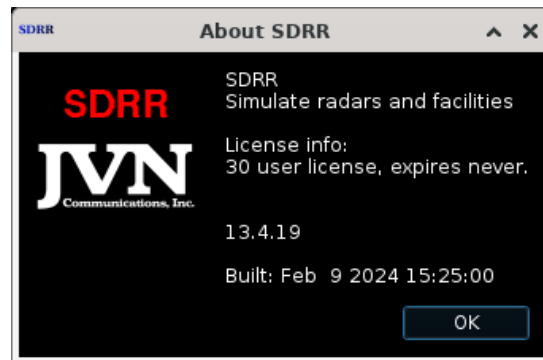 SDRR
About SDRR
SDRR
JVN
Communications, Inc.
SDRR
Simulate radars and facilities
License info:
30 user license, expires never.
13.4.19
Built: Feb  9 2024 15:25:00
OK